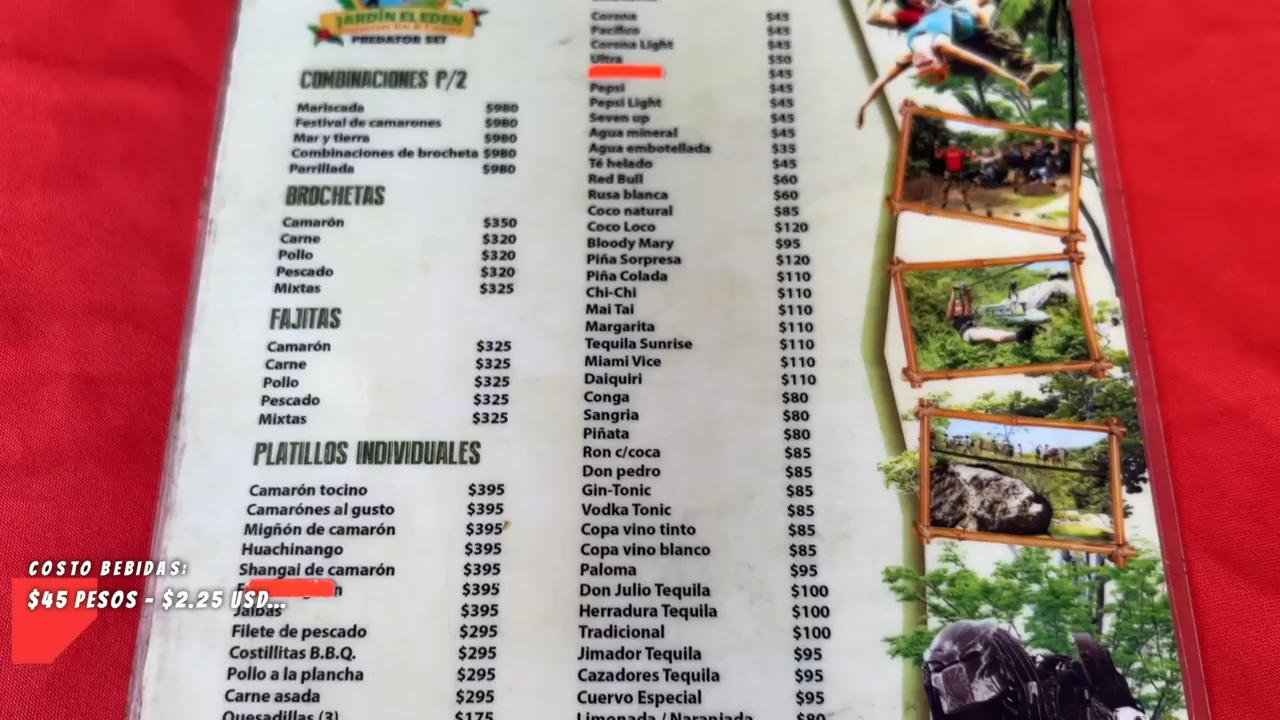 JARDÍN EL EDEN
PREDATOR SET
COMBINACIONES P/2
Mariscada $980
Festival de camarones $980
Mar y tierra $980
Combinaciones de brocheta $980
Parrillada $980
BROCHETAS
Camarón $350
Carne $320
Pollo $320
Pescado $320
Mixtas $325
FAJITAS
Camarón $325
Carne $325
Pollo $325
Pescado $325
Mixtas $325
PLATILLOS INDIVIDUALES
Camarón tocino $395
Camarónes al gusto $395
Migñón de camarón $395
Huachinango $395
Shangai de camarón $395
$395
Jaibas $395
Filete de pescado $295
Costillitas B.B.Q. $295
Pollo a la plancha $295
Carne asada $295
Quesadillas (3) $175
Corona $45
Pacifico $45
Corona Light $45
Ultra $50
$45
Pepsi $45
Pepsi Light $45
Seven up $45
Agua mineral $45
Agua embotellada $35
Té helado $45
Red Bull $60
Rusa blanca $60
Coco natural $85
Coco Loco $120
Bloody Mary $95
Piña Sorpresa $120
Piña Colada $110
Chi-Chi $110
Mai Tai $110
Margarita $110
Tequila Sunrise $110
Miami Vice $110
Daiquiri $110
Conga $80
Sangria $80
Piñata $80
Ron c/coca $85
Don pedro $85
Gin-Tonic $85
Vodka Tonic $85
Copa vino tinto $85
Copa vino blanco $85
Paloma $95
Don Julio Tequila $100
Herradura Tequila $100
Tradicional $100
Jimador Tequila $95
Cazadores Tequila $95
Cuervo Especial $95
Limonada / Naranjada $80
COSTO BEBIDAS:
$45 PESOS - $2.25 USD...